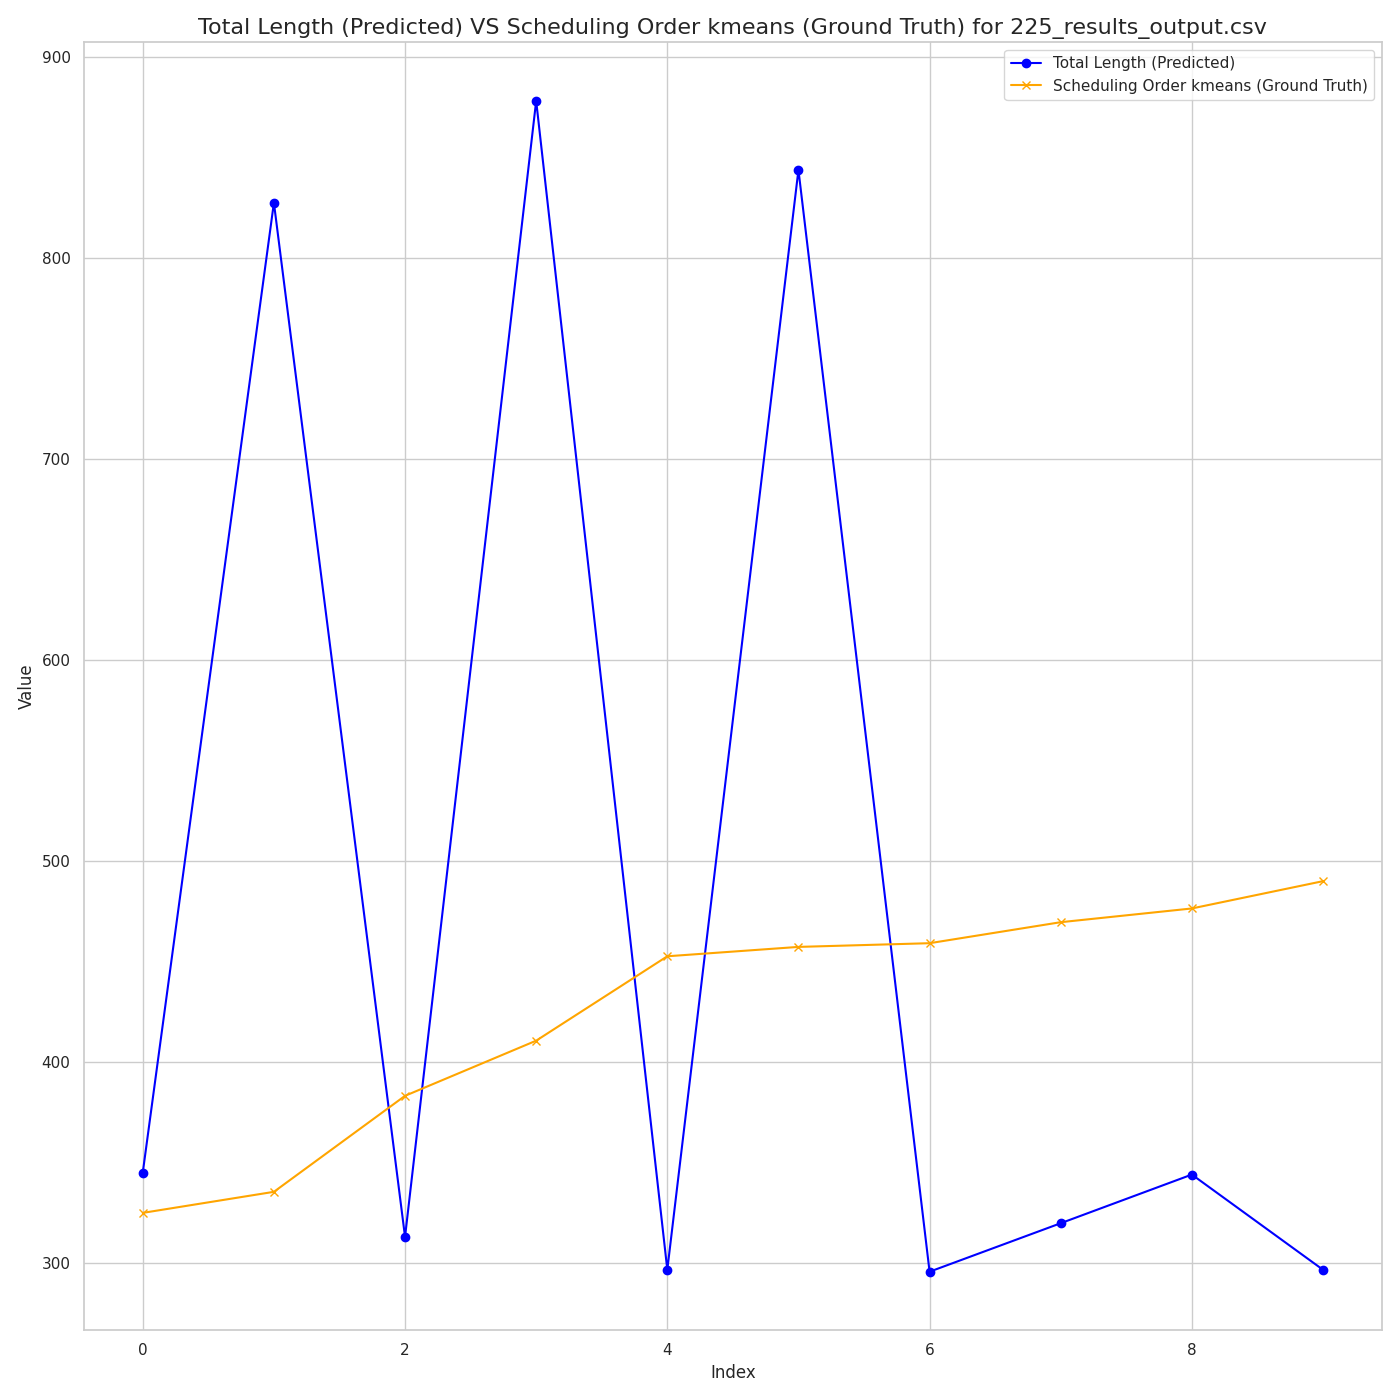 Total Length (Predicted) VS Scheduling Order kmeans (Ground Truth) for 225_results_output.csv
Total Length (Predicted)
Scheduling Order kmeans (Ground Truth)
900
800
700
600
500
400
300
Value
0 2 4 6 8
Index